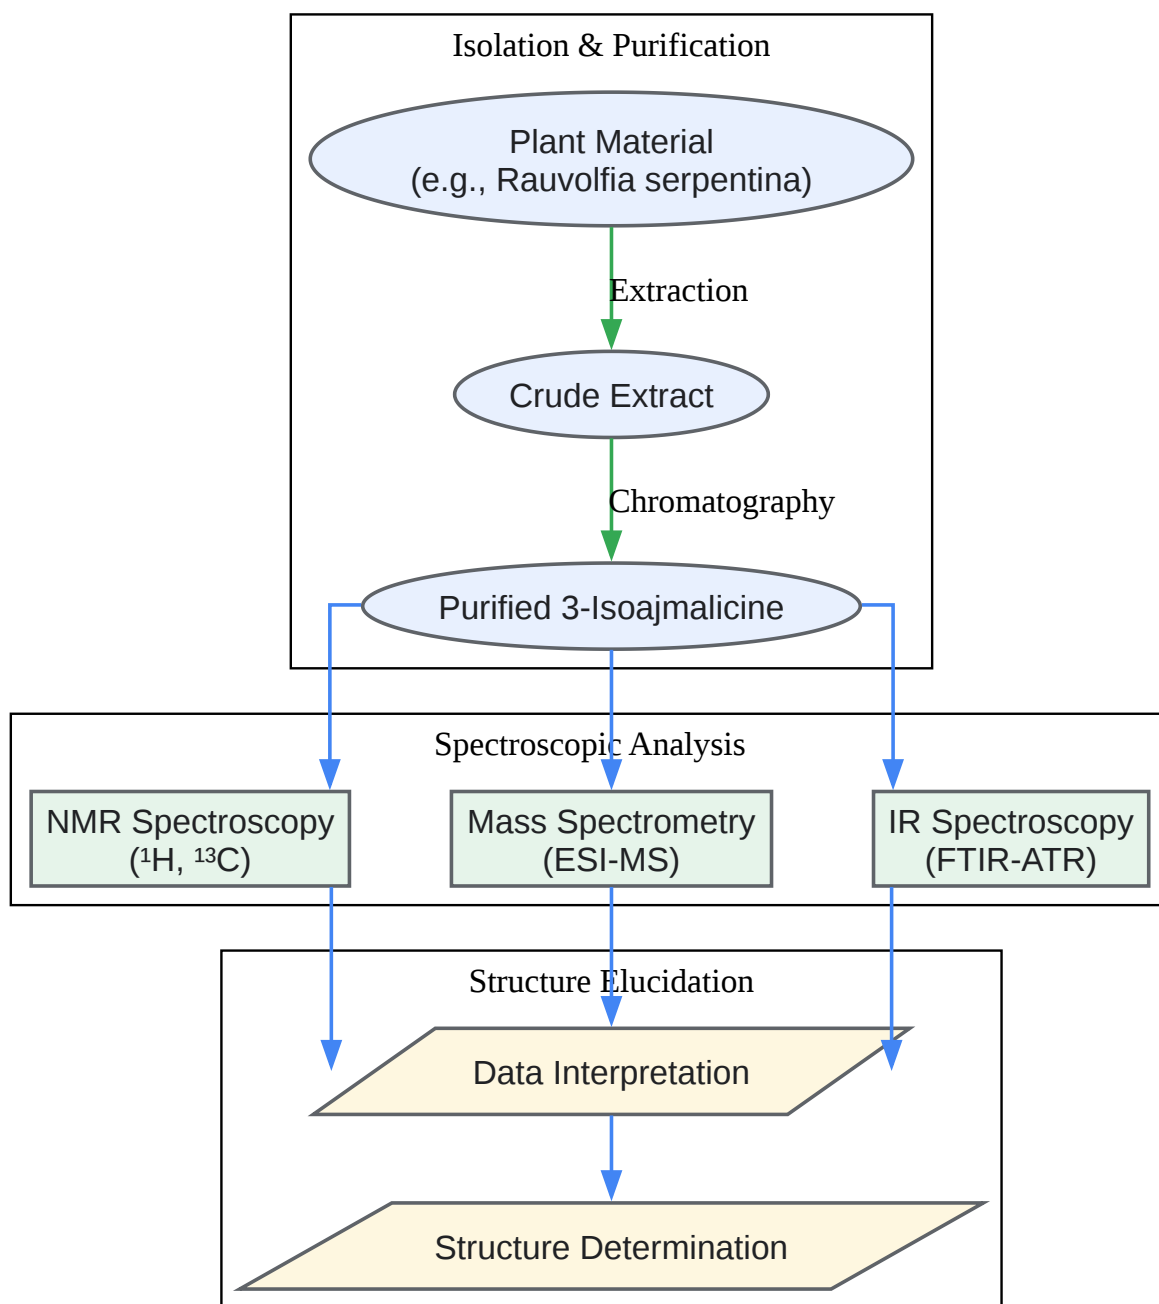 Isolation & Purification
Plant Material
(e.g., Rauvolfia serpentina)
Extraction
Crude Extract
Chromatography
Purified 3-Isoajmalicine
Spectroscopic Analysis
NMR Spectroscopy
(¹H, ¹³C)
Mass Spectrometry
(ESI-MS)
IR Spectroscopy
(FTIR-ATR)
Structure Elucidation
Data Interpretation
Structure Determination